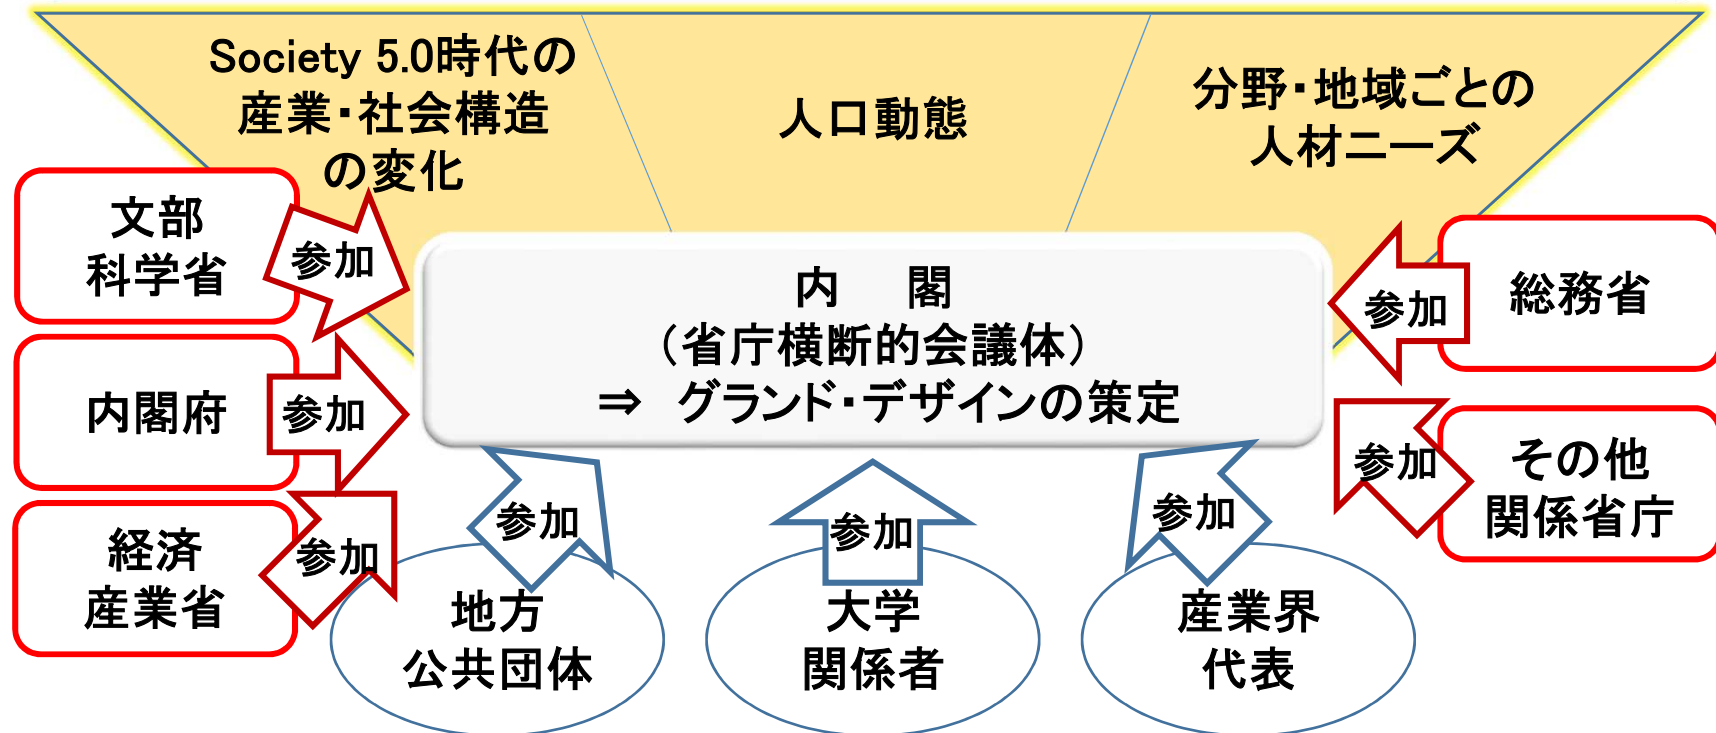 Society 5.0時代の
産業・社会構造
の変化
人口動態
分野・地域ごとの
人材ニーズ
文部
科学省
参加
内閣府
参加
経済
産業省
参加
内　閣
（省庁横断的会議体）
⇒ グランド・デザインの策定
総務省
参加
その他
関係省庁
参加
参加
地方
公共団体
参加
大学
関係者
参加
産業界
代表